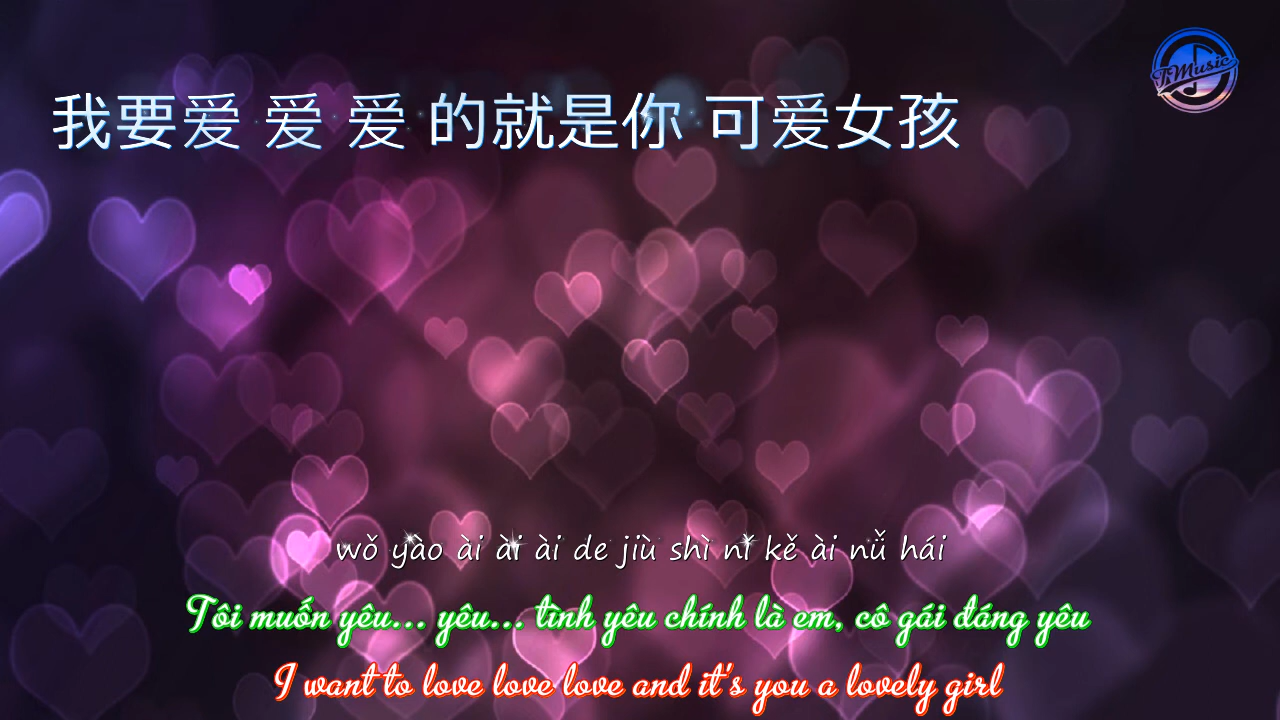 TiMusic
我要爱 爱 爱 的就是你 可爱女孩
wǒ yào ài ài ài de jiù shì nǐ kě ài nǚ hái
Tôi muốn yêu... yêu... tình yêu chính là em, cô gái đáng yêu
I want to love love love and it's you a lovely girl